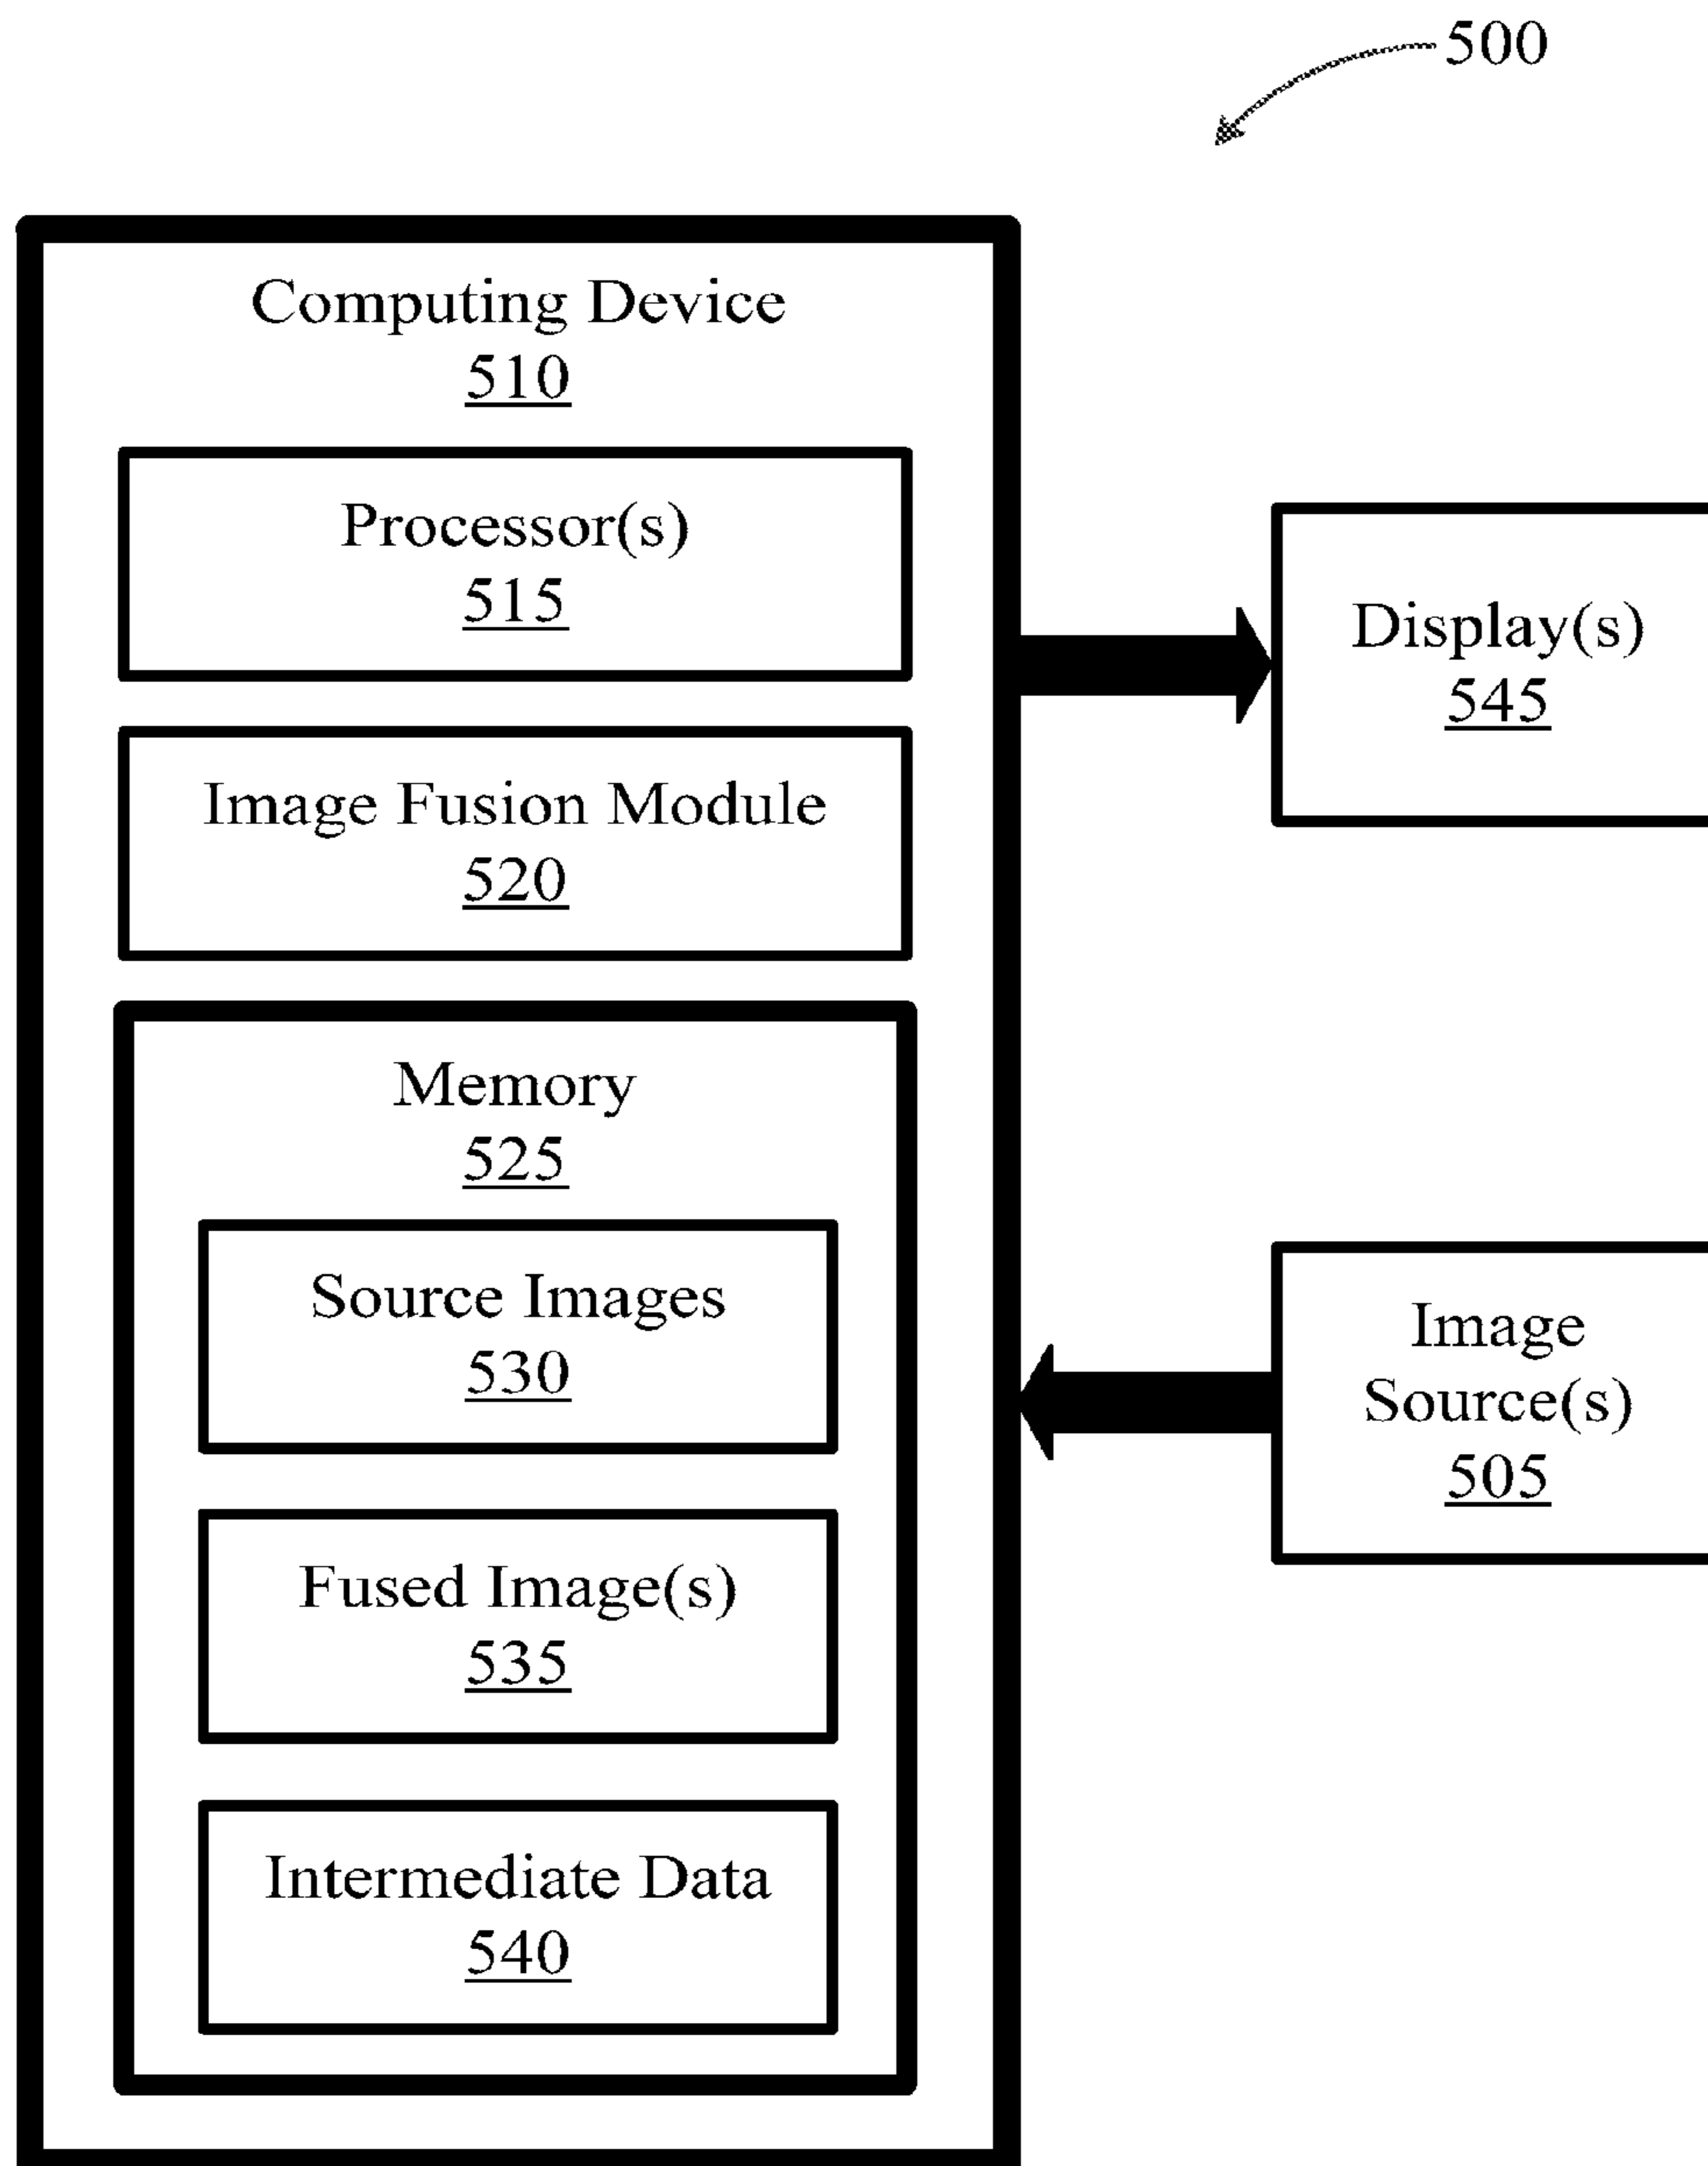 500
Computing Device
510
Processor(s)
515
Image Fusion Module
520
Memory
525
Source Images
530
Fused Image(s)
535
Intermediate Data
540
Display(s)
545
Image
Source(s)
505